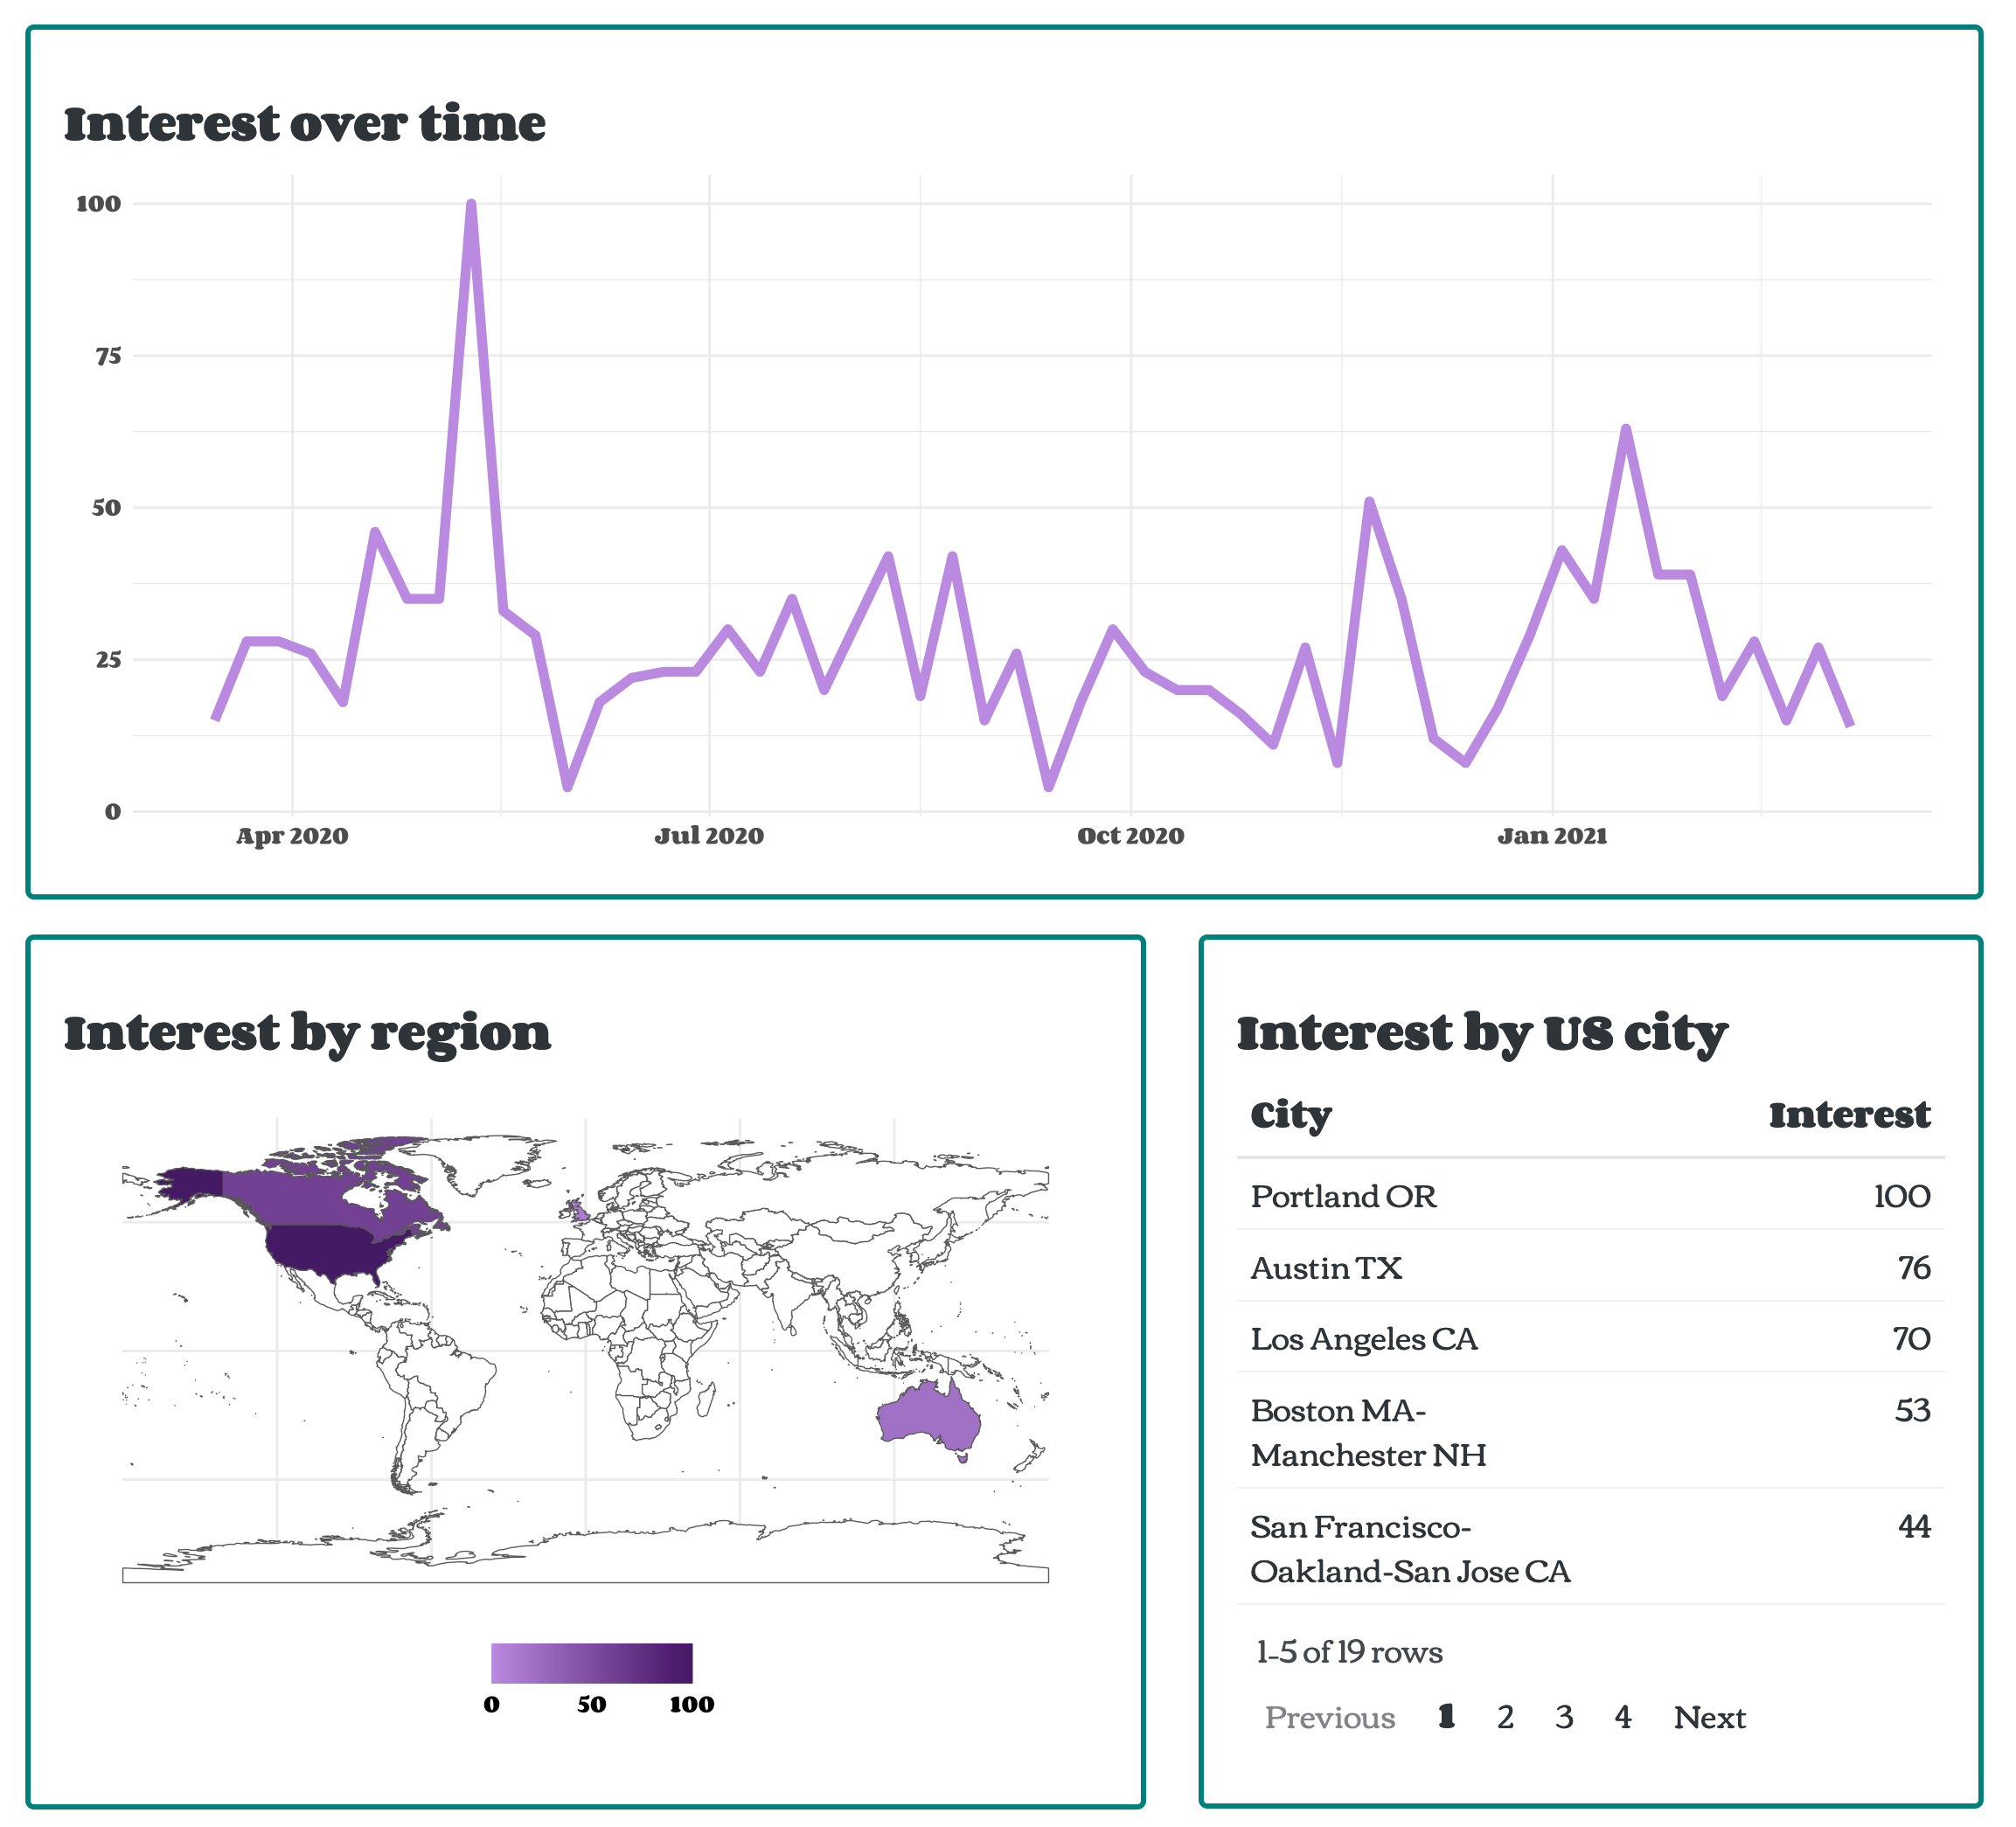 Interest over time
100
75
50
25
0
Apr 2020 Jul 2020 Oct 2020 Jan 2021
Interest by region
0 50 100
Interest by US city
City Interest
Portland OR 100
Austin TX 76
Los Angeles CA 70
Boston MA- 53
Manchester NH
San Francisco- 44
Oakland-San Jose CA
1-5 of 19 rows
Previous 1 2 3 4 Next